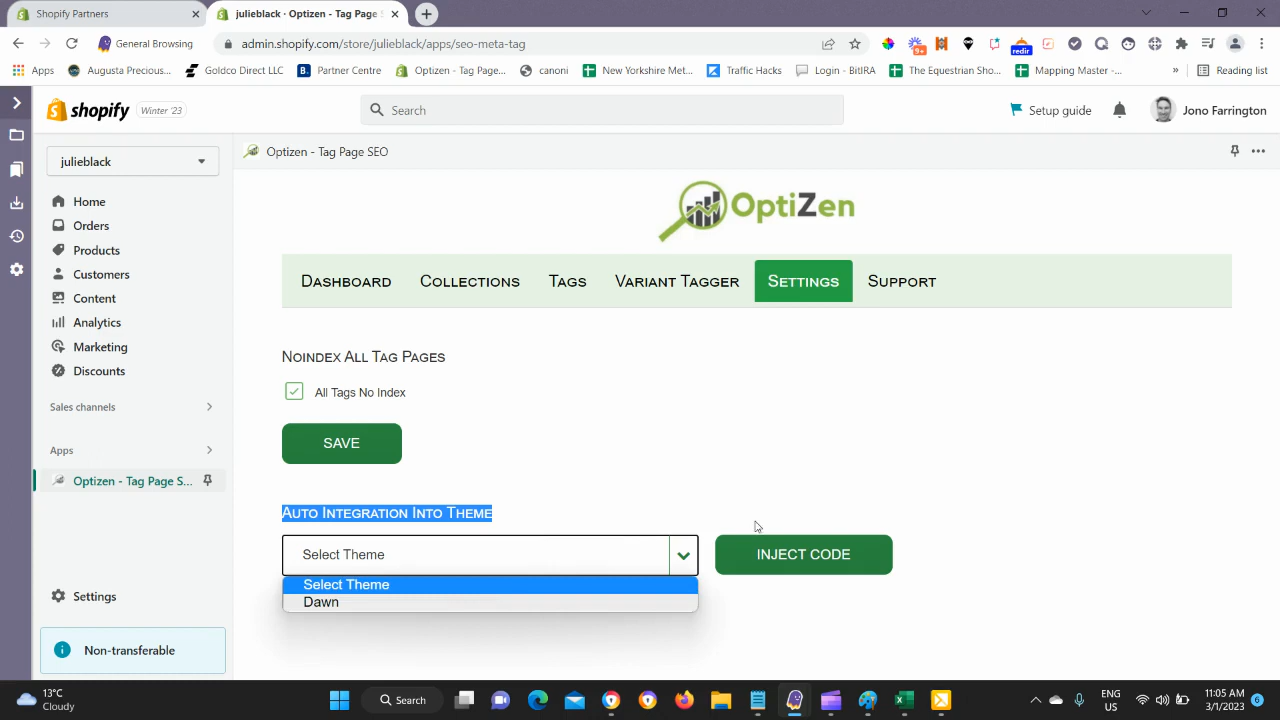 Shopify Partners
julieblack · Optizen - Tag Page S
General Browsing
admin.shopify.com/store/julieblack/apps/seo-meta-tag
9+
redir
Apps
Augusta Precious...
Goldco Direct LLC
Partner Centre
Optizen - Tag Page...
canoni
New Yorkshire Met...
Traffic Hacks
Login - BitIRA
The Equestrian Sho...
Mapping Master -...
»
Reading list
shopify
Winter '23
Search
Setup guide
Jono Farrington
julieblack
Optizen - Tag Page SEO
Home
Orders
Products
Customers
Content
Analytics
Marketing
Discounts
Sales channels
Apps
Optizen - Tag Page S...
Settings
Non-transferable
OptiZen
Dashboard Collections Tags Variant Tagger Settings Support
Noindex All Tag Pages
All Tags No Index
SAVE
Auto Integration Into Theme
Select Theme
INJECT CODE
Select Theme
Dawn
13°C
Cloudy
Search
ENG
US
11:05 AM
3/1/2023
6